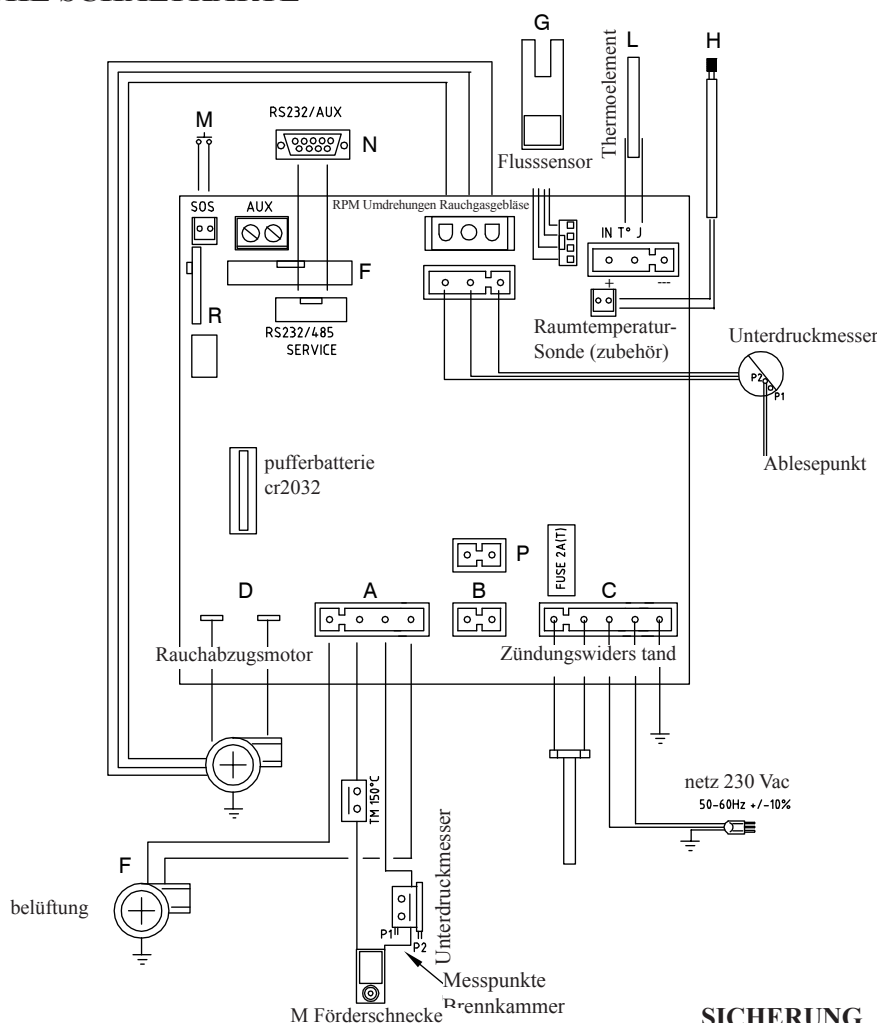 G
L
H
Thermoelement
M
RS232/AUX
N
Flusssensor
SOS
AUX
RPM Umdrehungen Rauchgasgebläse
IN T° J
F
+
---
R
RS232/485
SERVICE
Raumtemperatur-
Sonde (zubehör)
Unterdruckmesser
P2
P1
Ablesepunkt
pufferbatterie
cr2032
P
FUSE 2A(T)
D
A
B
C
Rauchabzugsmotor
Zündungswiders tand
TM 150°C
netz 230 Vac
50-60Hz +/-10%
Unterdruckmesser
F
belüftung
P1
P2
Messpunkte
Brennkammer
M Förderschnecke
SICHERUNG